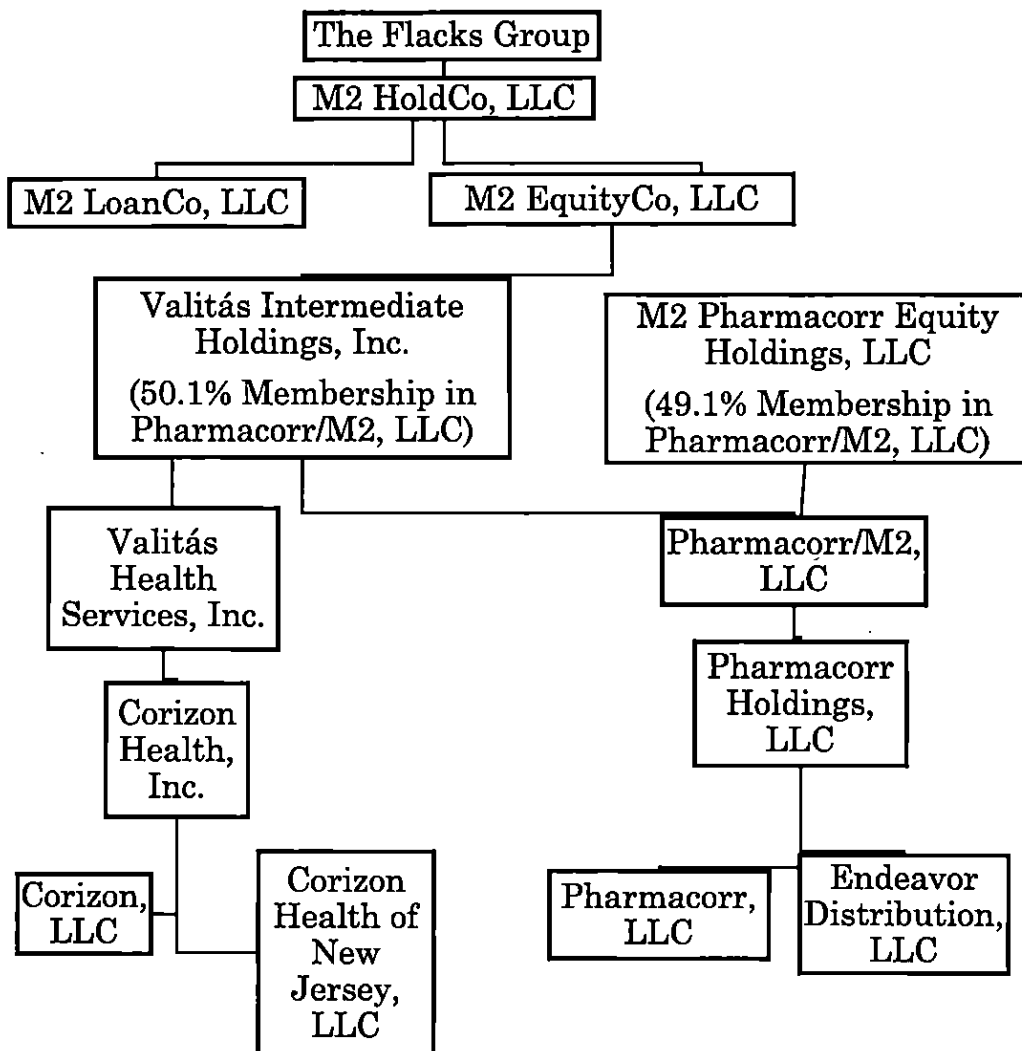 The Flacks Group
M2 HoldCo, LLC
M2 LoanCo, LLC
M2 EquityCo, LLC
Valitás Intermediate
Holdings, Inc.
(50.1% Membership in
Pharmacorr/M2, LLC)
M2 Pharmacorr Equity
Holdings, LLC
(49.1% Membership in
Pharmacorr/M2, LLC)
Valitás
Health
Services, Inc.
Pharmacorr/M2,
LLC
Corizon
Health,
Inc.
Pharmacorr
Holdings,
LLC
Corizon,
LLC
Corizon
Health of
New
Jersey,
LLC
Pharmacorr,
LLC
Endeavor
Distribution,
LLC